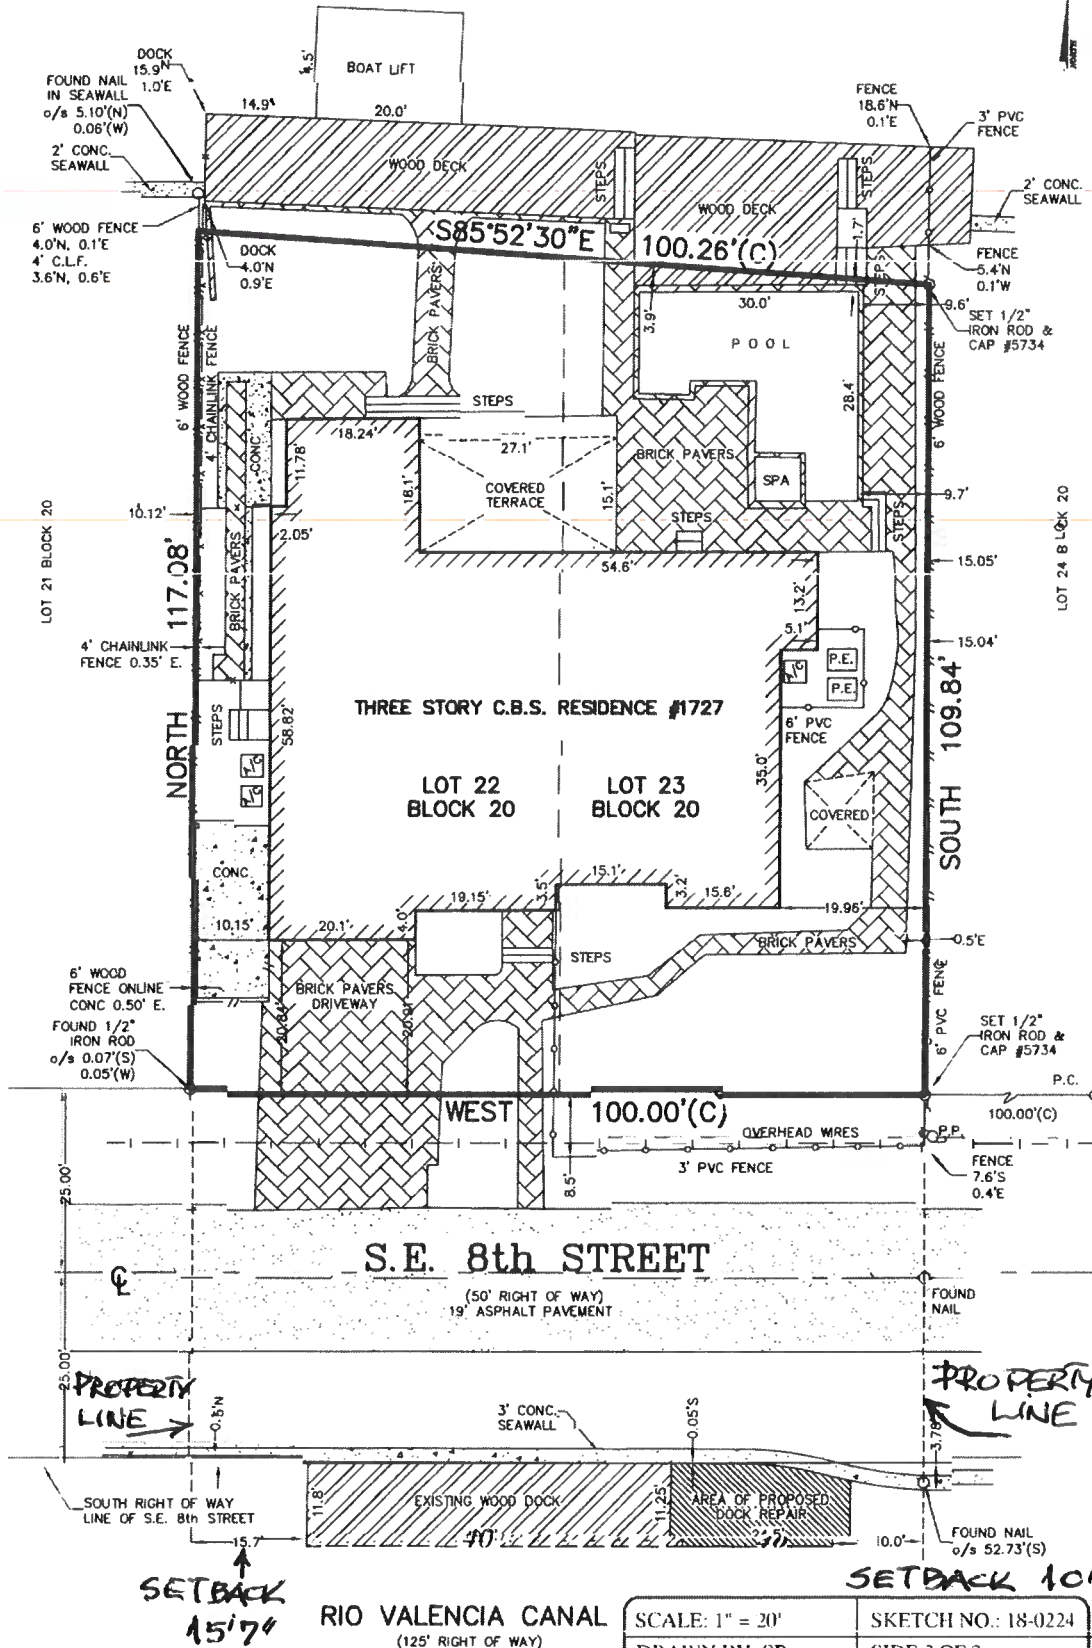 NORTH
DOCK
15.9'N
1.0'E
FOUND NAIL
IN SEAWALL
o/s 5.10'(N)
0.06'(W)
2' CONC.
SEAWALL
14.9'
4.5'
BOAT LIFT
20.0'
FENCE
18.6'N
0.1'E
3' PVC
FENCE
WOOD DECK
STEPS
WOOD DECK
STEPS
2' CONC.
SEAWALL
6' WOOD FENCE
4.0'N, 0.1'E
4' C.L.F.
3.6'N, 0.6'E
DOCK
4.0'N
0.9'E
S85°52'30"E 100.26'(C)
1.7'
STEPS
FENCE
5.4'N
0.1'W
9.6'
SET 1/2"
IRON ROD &
CAP #5734
BRICK PAVERS
3.9'
30.0'
POOL
28.4'
6' WOOD FENCE
4' CHAINLINK FENCE
6' WOOD FENCE
STEPS
18.24'
11.78'
CONC.
27.1'
18.1'
COVERED
TERRACE
15.1'
BRICK PAVERS
SPA
STEPS
9.7'
STEPS
LOT 21 BLOCK 20
10.12'
2.05'
54.6'
15.05'
LOT 24 BLOCK 20
117.08'
NORTH
BRICK PAVERS
13.2'
5.1'
15.04'
4' CHAINLINK
FENCE 0.35' E.
A/C
P.E.
P.E.
STEPS
58.82'
THREE STORY C.B.S. RESIDENCE #1727
6' PVC
FENCE
A/C
A/C
35.0'
LOT 22
BLOCK 20
LOT 23
BLOCK 20
COVERED
SOUTH 109.84'
CONC.
15.1'
3.5'
3.2'
19.15'
15.6'
19.96'
10.15'
20.1'
4.0'
BRICK PAVERS
0.5'E
STEPS
6' WOOD
FENCE ONLINE
CONC 0.50' E.
BRICK PAVERS
DRIVEWAY
20.84'
20.91'
6' PVC FENCE
FOUND 1/2"
IRON ROD
o/s 0.07'(S)
0.05'(W)
SET 1/2"
IRON ROD &
CAP #5734
P.C.
WEST 100.00'(C)
100.00'(C)
OVERHEAD WIRES
P.P.
3' PVC FENCE
8.5'
FENCE
7.6'S
0.4'E
25.00'
S.E. 8th STREET
(50' RIGHT OF WAY)
19' ASPHALT PAVEMENT
FOUND
NAIL
25.00'
PROPERTY
LINE
PROPERTY
LINE
3' CONC.
SEAWALL
0.05'S
3.78'
SOUTH RIGHT OF WAY
LINE OF S.E. 8th STREET
11.8'
EXISTING WOOD DOCK
11.25'
AREA OF PROPOSED
DOCK REPAIR
15.7'
40'
10.0'
FOUND NAIL
o/s 52.73'(S)
SETBACK
15'7"
SETBACK 10'
RIO VALENCIA CANAL
(125' RIGHT OF WAY)
SCALE: 1" = 20'
SKETCH NO.: 18-0224